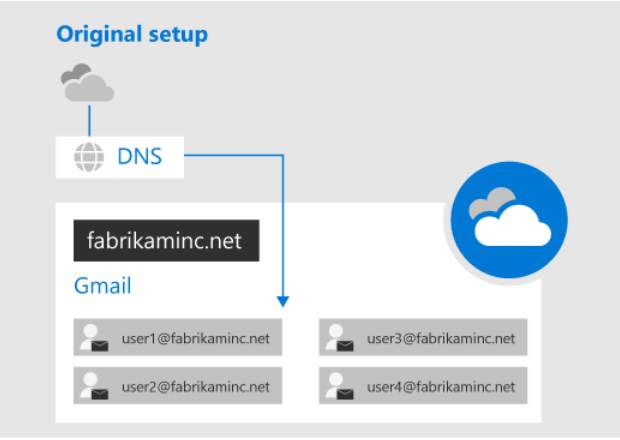 Original setup
DNS
fabrikaminc.net
Gmail
user1@fabrikaminc.net
user3@fabrikaminc.net
user2@fabrikaminc.net
user4@fabrikaminc.net